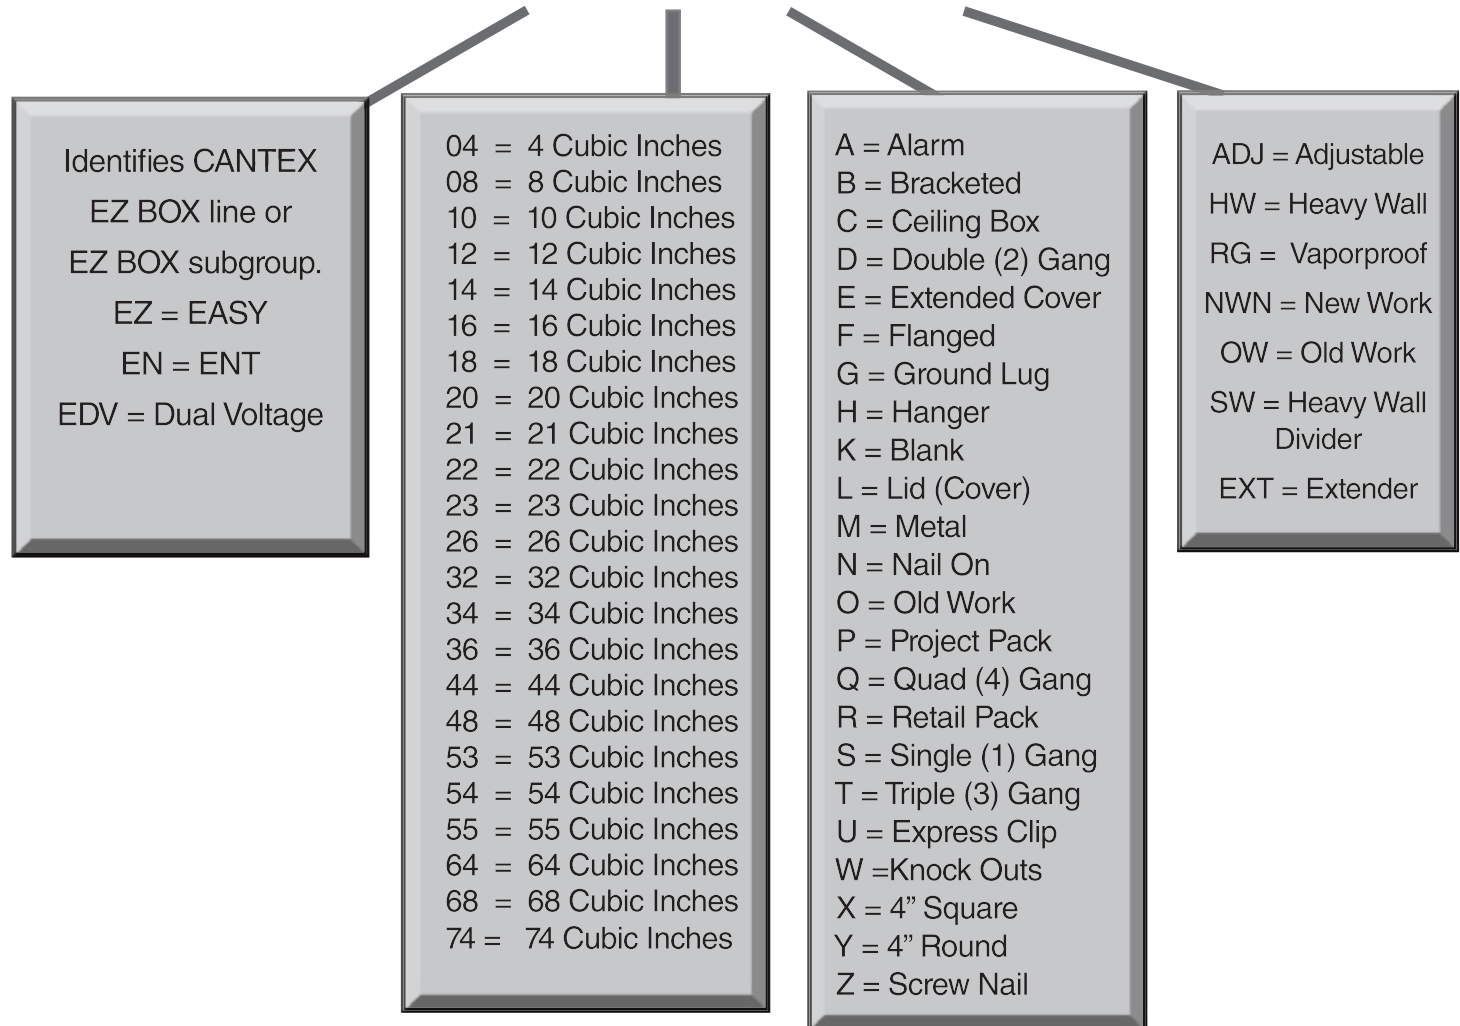 Identifies CANTEX
EZ BOX line or
EZ BOX subgroup.
EZ = EASY
EN = ENT
EDV = Dual Voltage
04 = 4 Cubic Inches
08 = 8 Cubic Inches
10 = 10 Cubic Inches
12 = 12 Cubic Inches
14 = 14 Cubic Inches
16 = 16 Cubic Inches
18 = 18 Cubic Inches
20 = 20 Cubic Inches
21 = 21 Cubic Inches
22 = 22 Cubic Inches
23 = 23 Cubic Inches
26 = 26 Cubic Inches
32 = 32 Cubic Inches
34 = 34 Cubic Inches
36 = 36 Cubic Inches
44 = 44 Cubic Inches
48 = 48 Cubic Inches
53 = 53 Cubic Inches
54 = 54 Cubic Inches
55 = 55 Cubic Inches
64 = 64 Cubic Inches
68 = 68 Cubic Inches
74 = 74 Cubic Inches
A = Alarm
B = Bracketed
C = Ceiling Box
D = Double (2) Gang
E = Extended Cover
F = Flanged
G = Ground Lug
H = Hanger
K = Blank
L = Lid (Cover)
M = Metal
N = Nail On
O = Old Work
P = Project Pack
Q = Quad (4) Gang
R = Retail Pack
S = Single (1) Gang
T = Triple (3) Gang
U = Express Clip
W =Knock Outs
X = 4” Square
Y = 4” Round
Z = Screw Nail
ADJ = Adjustable
HW = Heavy Wall
RG = Vaporproof
NWN = New Work
OW = Old Work
SW = Heavy Wall
Divider
EXT = Extender